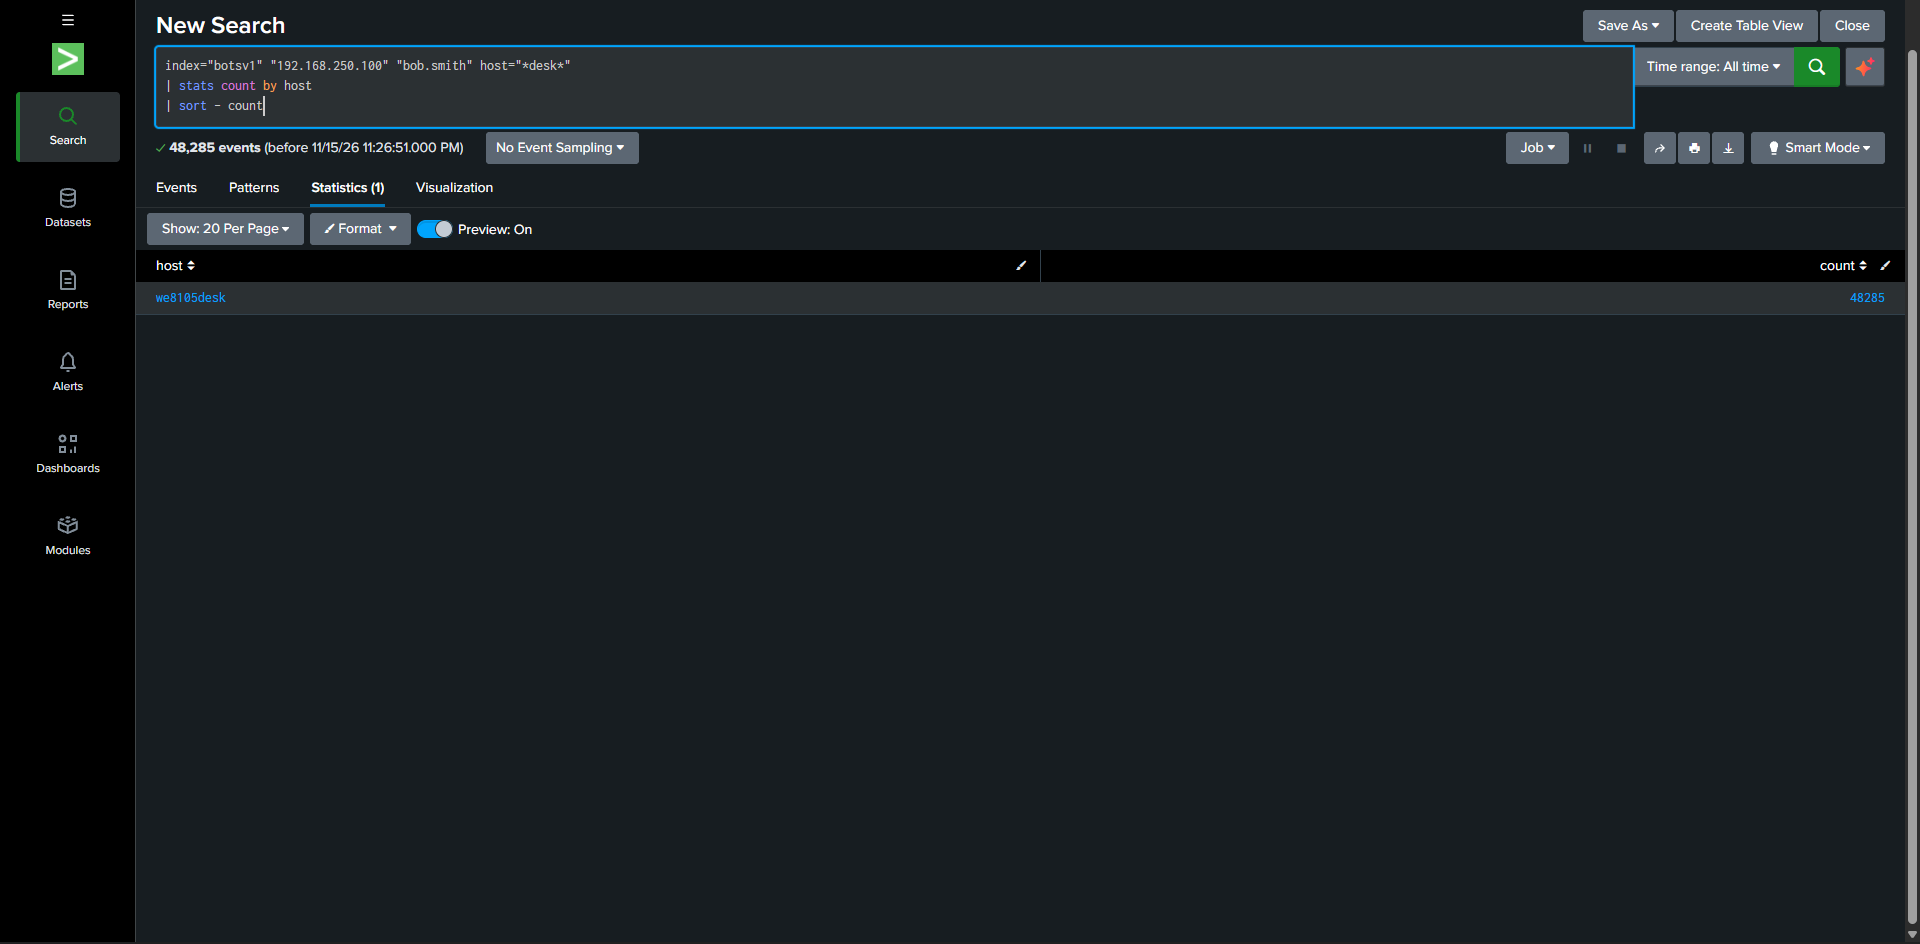 New Search
Save As
Create Table View
Close
index="botsv1" "192.168.250.100" "bob.smith" host="*desk*"
| stats count by host
| sort - count
Time range: All time
48,285 events (before 11/15/26 11:26:51.000 PM)
No Event Sampling
Job
Smart Mode
Events
Patterns
Statistics (1)
Visualization
Show: 20 Per Page
Format
Preview: On
host
count
we8105desk
48285
Search
Datasets
Reports
Alerts
Dashboards
Modules